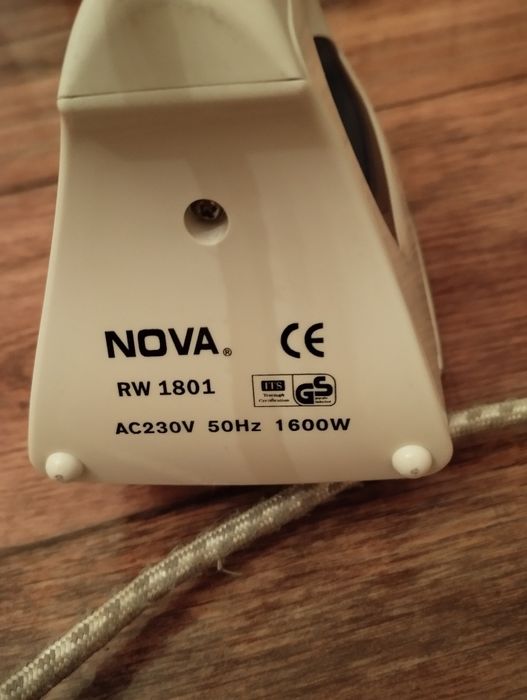 NOVA® CE
RW 1801
ITS GS
AC230V 50Hz 1600W